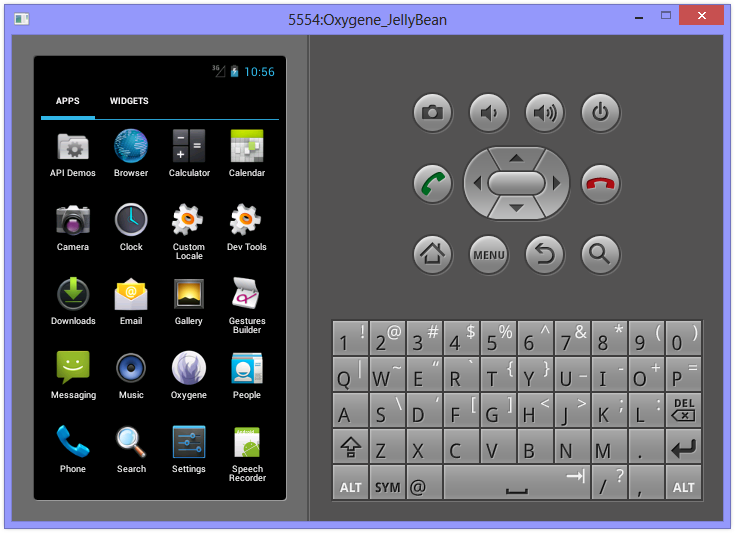 5554:Oxygene_JellyBean
3G 10:56
APPS WIDGETS
API Demos Browser Calculator Calendar
Camera Clock Custom Locale Dev Tools
Downloads Email Gallery Gestures Builder
Messaging Music Oxygene People
Phone Search Settings Speech Recorder
MENU
1 ! 2 @ 3 # 4 $ 5 % 6 ^ 7 & 8 * 9 ( 0 )
Q | W ~ E “ R ` T { Y } U _ I - O + P =
A S \ D ‘ F [ G ] H < J > K ; L : DEL
Z X C V B N M .
ALT SYM @ / ? , ALT